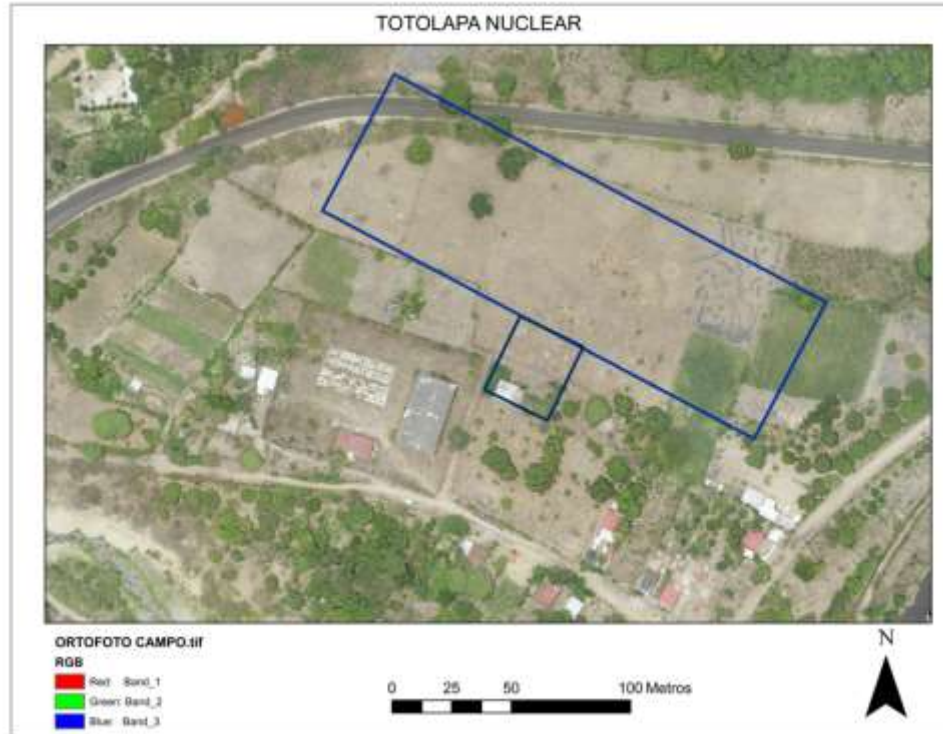 TOTOLAPA NUCLEAR
ORTOFOTO CAMPO.tif
RGB
Red: Band_1
Green: Band_2
Blue: Band_3
0 25 50 100 Metros
N